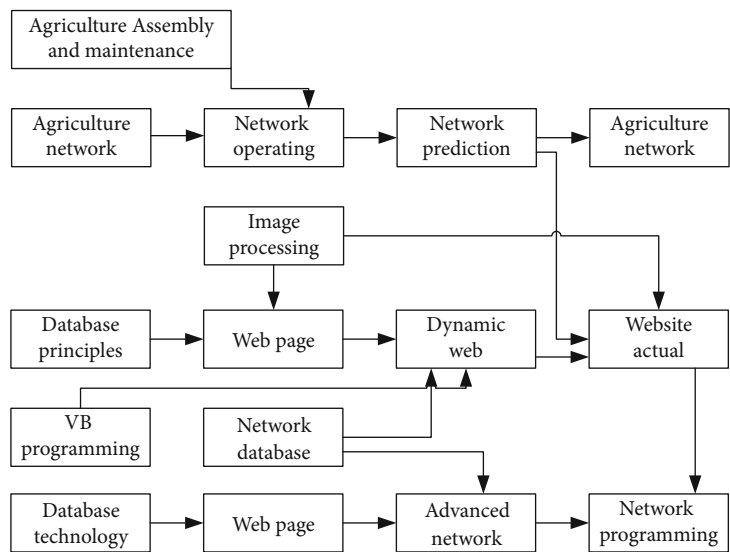 Agriculture Assembly
and maintenance
Agriculture
network
Network
operating
Network
prediction
Agriculture
network
Image
processing
Database
principles
Web page
Dynamic
web
Website
actual
VB
programming
Network
database
Database
technology
Web page
Advanced
network
Network
programming